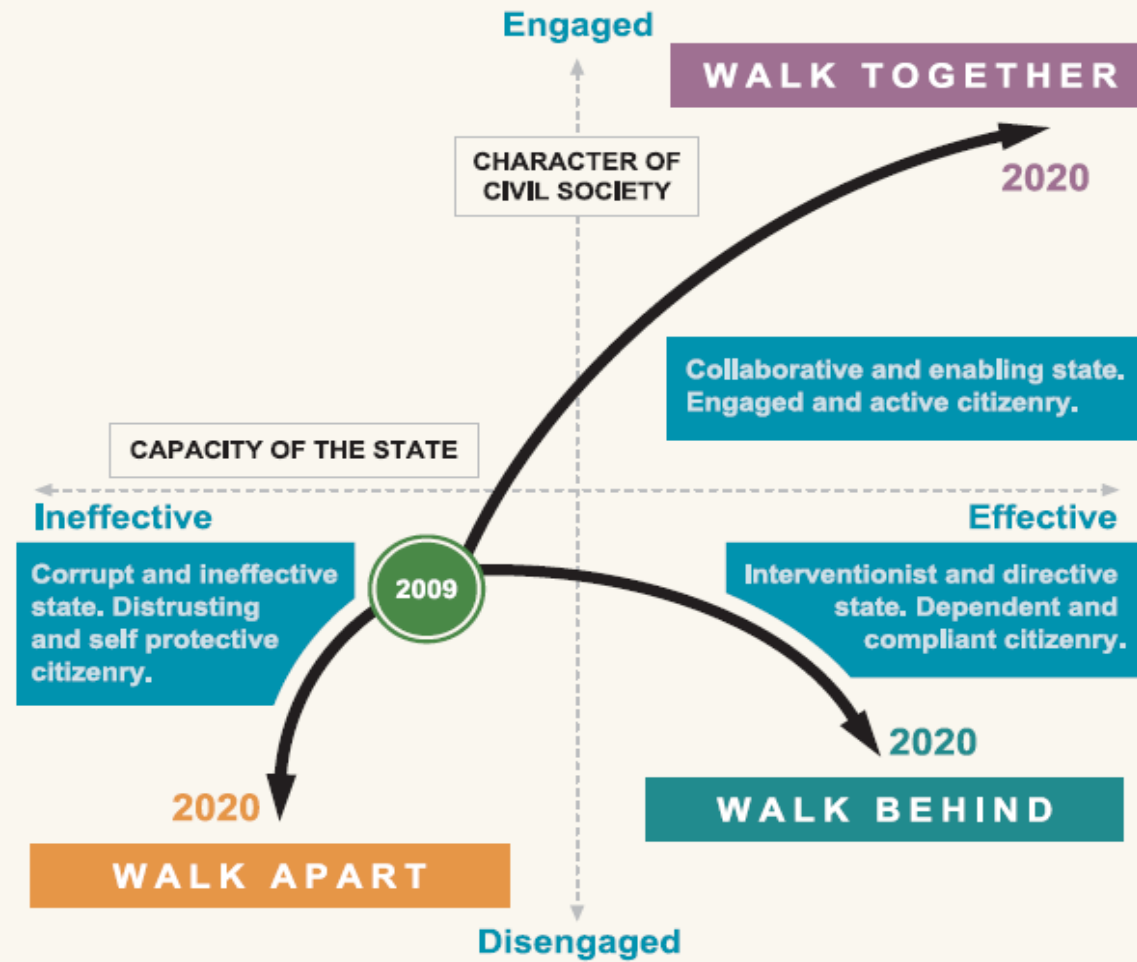 Engaged
WALK TOGETHER
CHARACTER OF
CIVIL SOCIETY
2020
Collaborative and enabling state.
Engaged and active citizenry.
CAPACITY OF THE STATE
Ineffective
Effective
Corrupt and ineffective
state. Distrusting
and self protective
citizenry.
2009
Interventionist and directive
state. Dependent and
compliant citizenry.
2020
WALK BEHIND
2020
WALK APART
Disengaged